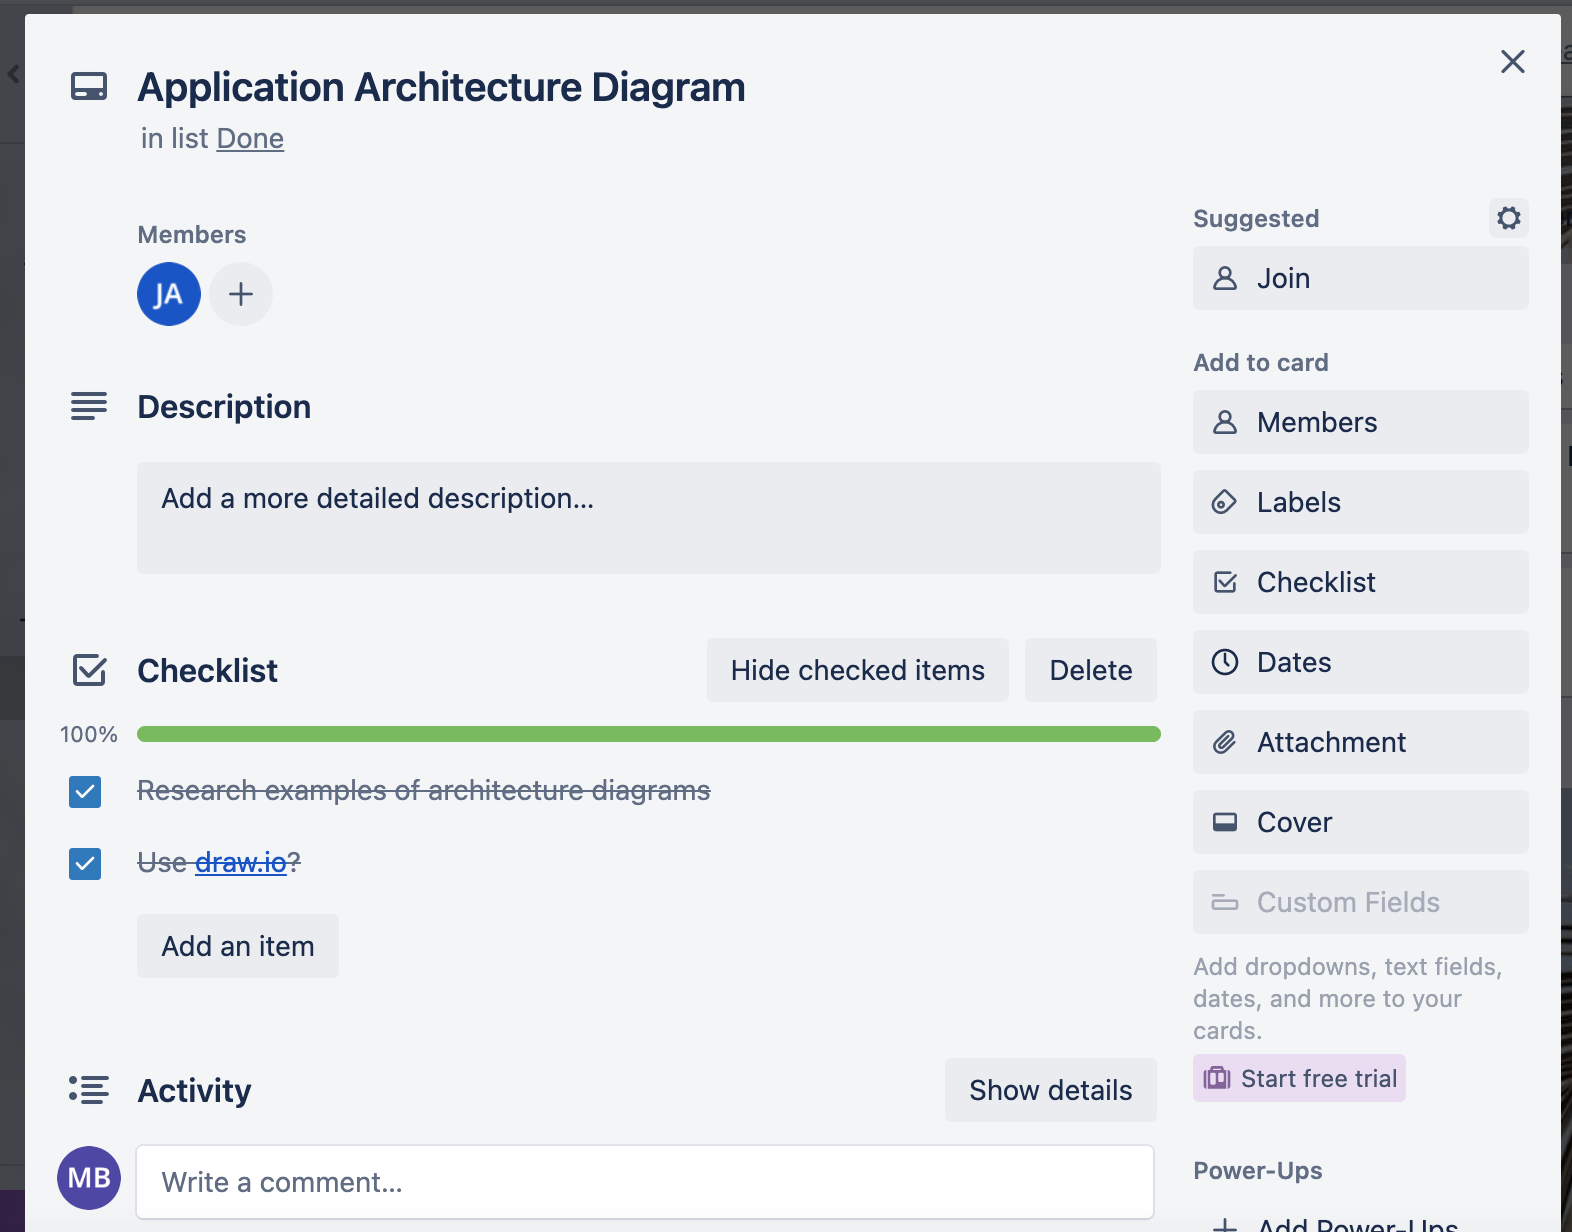 Application Architecture Diagram
in list Done
Members
JA
Description
Add a more detailed description...
Checklist
Hide checked items
Delete
100%
Research examples of architecture diagrams
Use draw.io?
Add an item
Activity
Show details
MB
Write a comment...
Suggested
Join
Add to card
Members
Labels
Checklist
Dates
Attachment
Cover
Custom Fields
Add dropdowns, text fields,
dates, and more to your
cards.
Start free trial
Power-Ups
Add Power-Ups